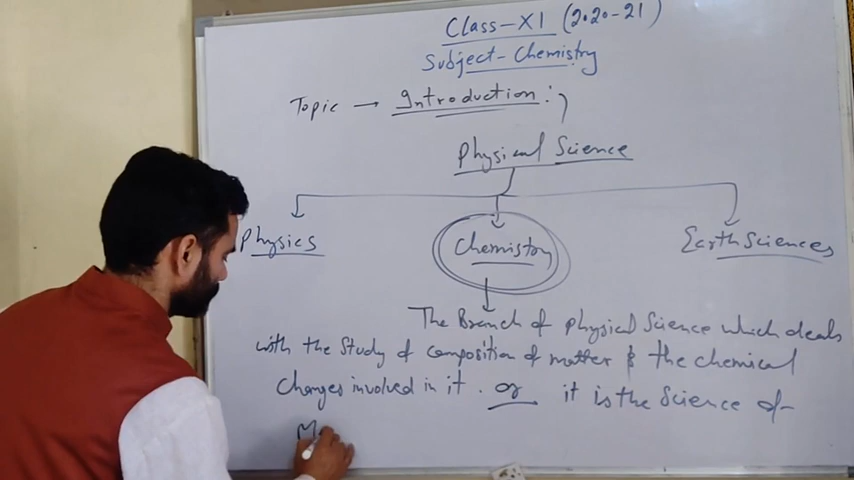 Class-XI (2020-21)
Subject-Chemistry
Topic → Introduction:
Physical Science
Physics
Chemistry
Earth Sciences
The Branch of physical Science which deals
with the Study of composition of matter & the chemical
Changes involved in it. or it is the Science of